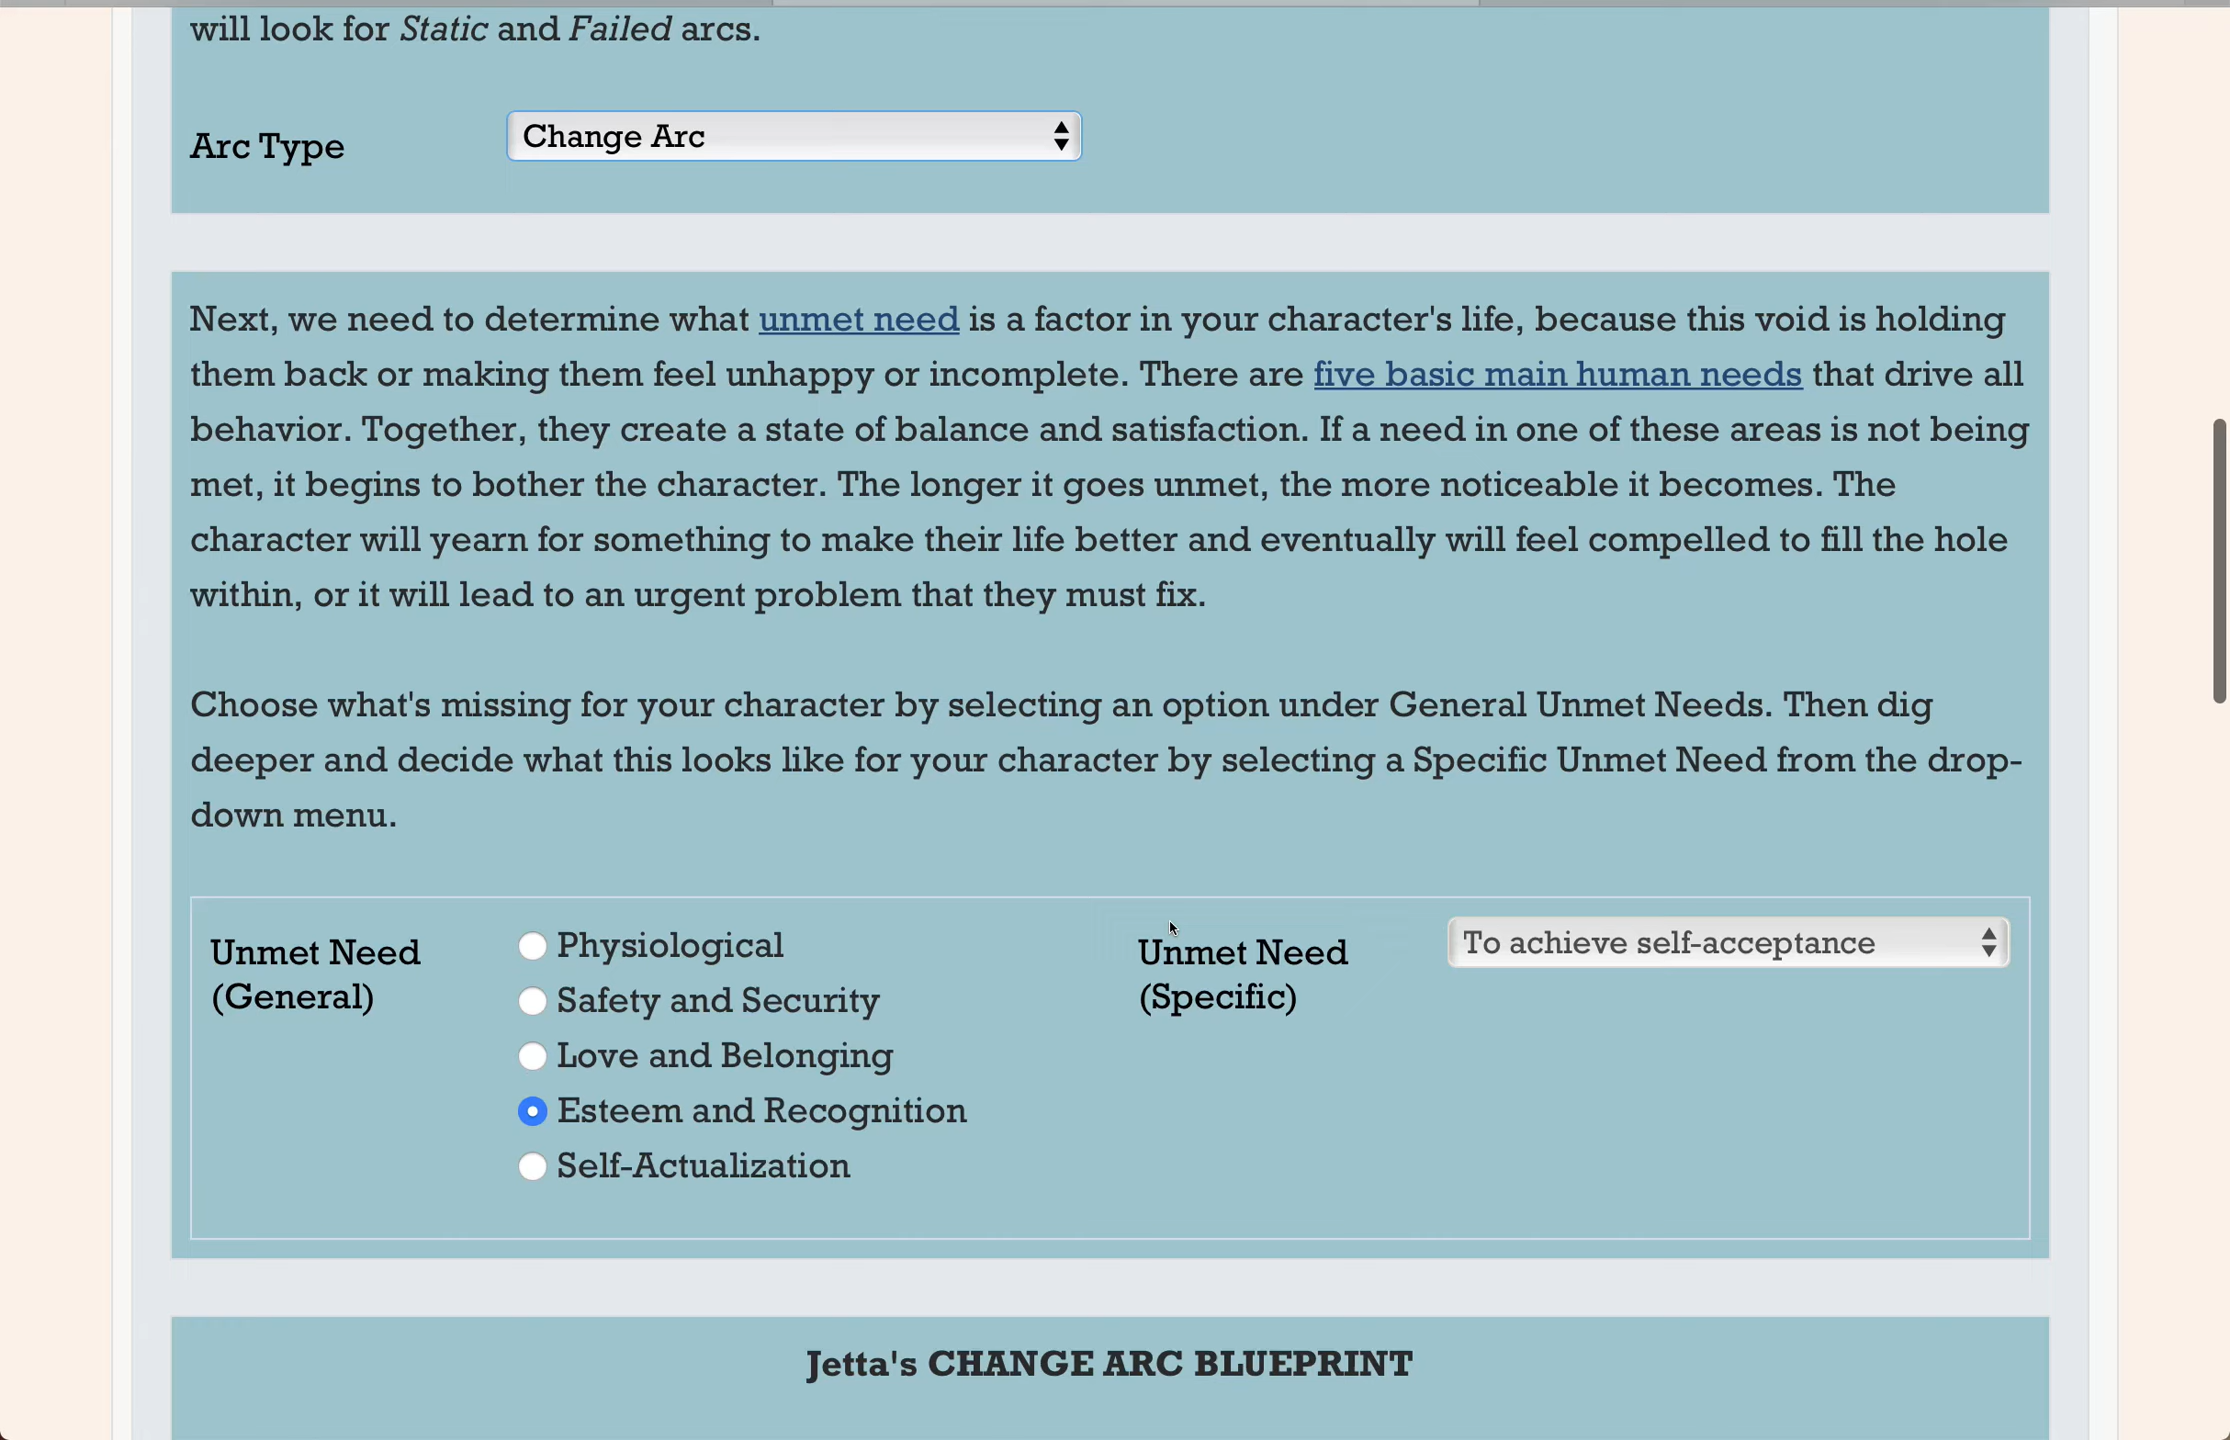 will look for Static and Failed arcs.
Arc Type
Change Arc
Next, we need to determine what unmet need is a factor in your character's life, because this void is holding
them back or making them feel unhappy or incomplete. There are five basic main human needs that drive all
behavior. Together, they create a state of balance and satisfaction. If a need in one of these areas is not being
met, it begins to bother the character. The longer it goes unmet, the more noticeable it becomes. The
character will yearn for something to make their life better and eventually will feel compelled to fill the hole
within, or it will lead to an urgent problem that they must fix.
Choose what's missing for your character by selecting an option under General Unmet Needs. Then dig
deeper and decide what this looks like for your character by selecting a Specific Unmet Need from the drop-
down menu.
Unmet Need
(General)
Physiological
Safety and Security
Love and Belonging
Esteem and Recognition
Self-Actualization
Unmet Need
(Specific)
To achieve self-acceptance
Jetta's CHANGE ARC BLUEPRINT